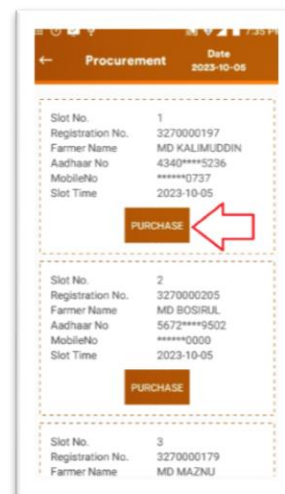 7:35 PM
← Procurement
Date
2023-10-05
Slot No. 1
Registration No. 3270000197
Farmer Name MD KALIMUDDIN
Aadhaar No 4340****5236
MobileNo ******0737
Slot Time 2023-10-05
PURCHASE
Slot No. 2
Registration No. 3270000205
Farmer Name MD BOSIRUL
Aadhaar No 5672****9502
MobileNo ******0000
Slot Time 2023-10-05
PURCHASE
Slot No. 3
Registration No. 3270000179
Farmer Name MD MAZNU